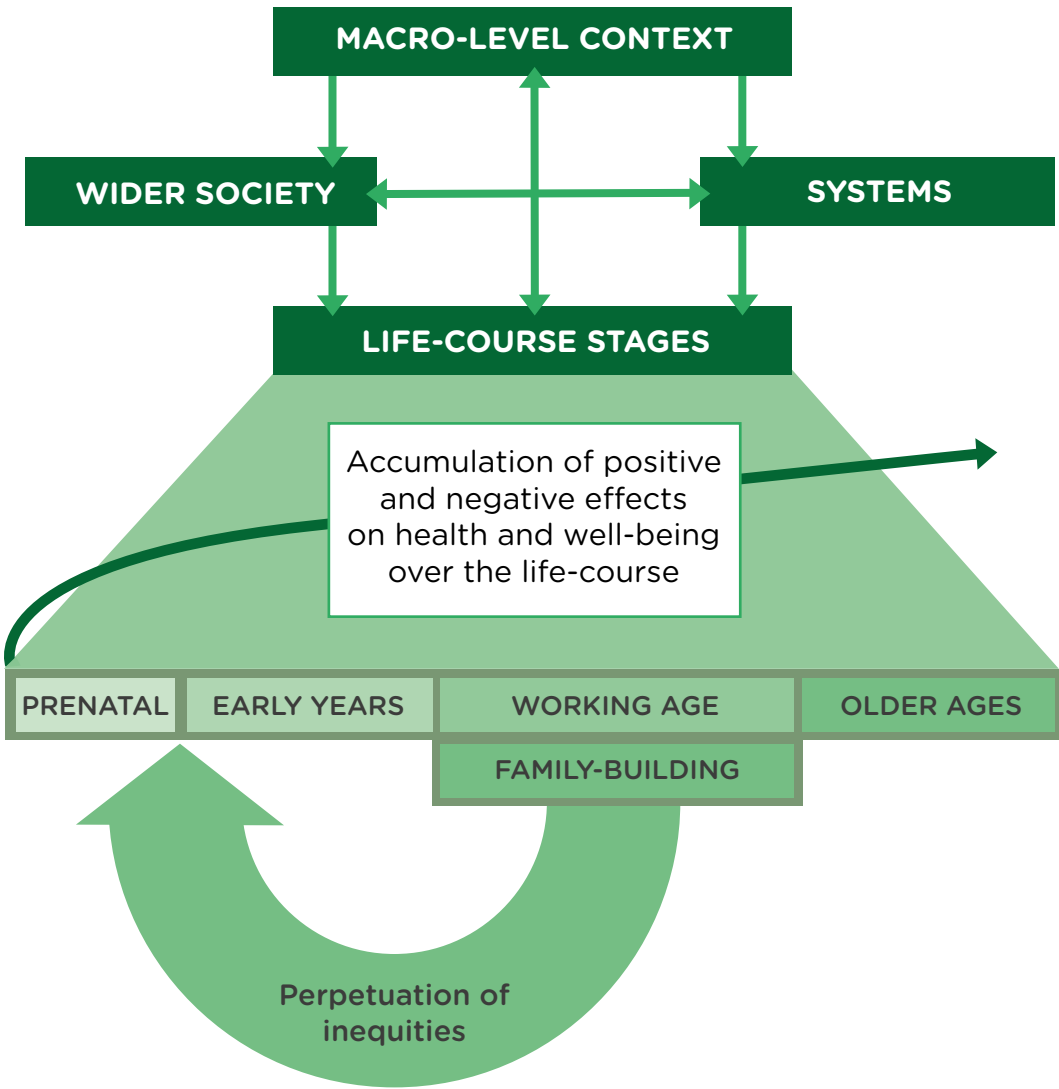 MACRO-LEVEL CONTEXT
WIDER SOCIETY
SYSTEMS
LIFE-COURSE STAGES
Accumulation of positive
and negative effects
on health and well-being
over the life-course
PRENATAL
EARLY YEARS
WORKING AGE
OLDER AGES
FAMILY-BUILDING
Perpetuation of
inequities